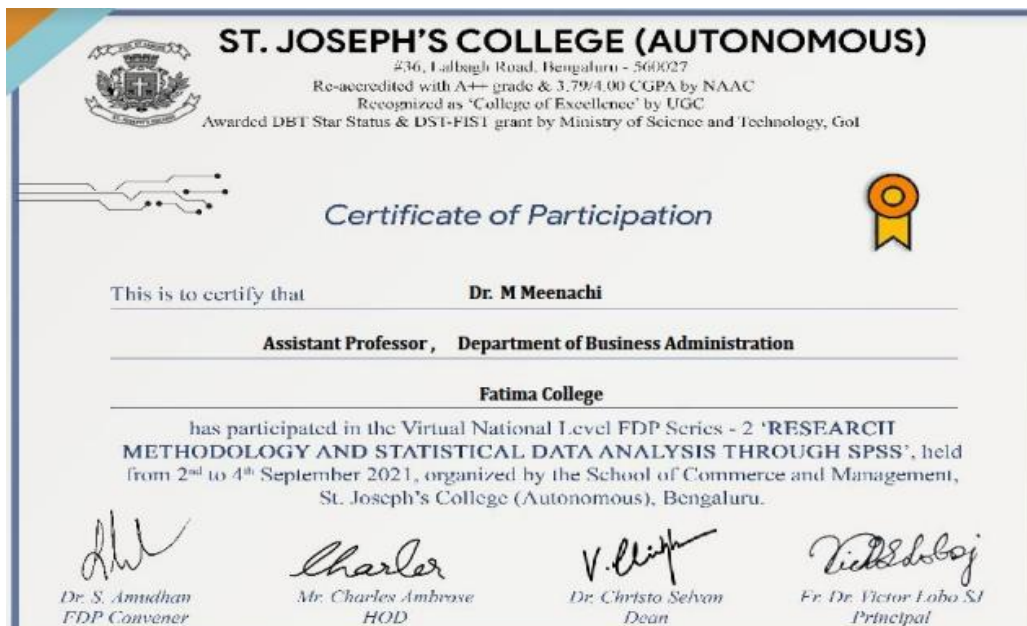 ST. JOSEPH'S COLLEGE (AUTONOMOUS)
#36, Lalbagh Road, Bengaluru - 560027
Re-accredited with A++ grade & 3.79/4.00 CGPA by NAAC
Recognized as 'College of Excellence' by UGC
Awarded DBT Star Status & DST-FIST grant by Ministry of Science and Technology, GoI
Certificate of Participation
This is to certify that Dr. M Meenachi
Assistant Professor, Department of Business Administration
Fatima College
has participated in the Virtual National Level FDP Series - 2 'RESEARCH
METHODOLOGY AND STATISTICAL DATA ANALYSIS THROUGH SPSS', held
from 2nd to 4th September 2021, organized by the School of Commerce and Management,
St. Joseph's College (Autonomous), Bengaluru.
Charles
Dr. S. Amudhan Mr. Charles Ambrose Dr. Christo Selvan Fr. Dr. Victor Lobo SJ
FDP Convener HOD Dean Principal